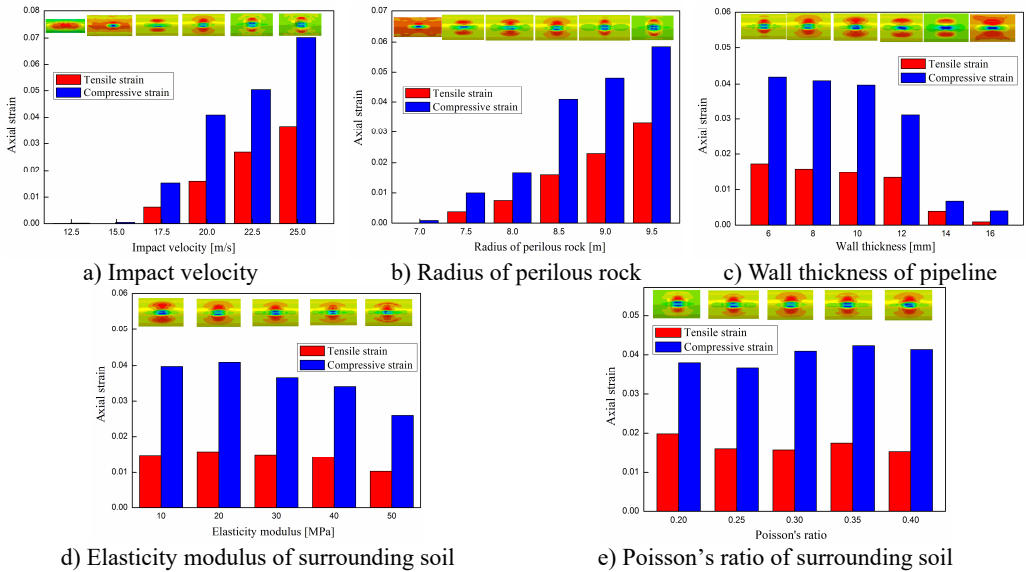 0.08
0.07
0.06
0.05
0.04
0.03
0.02
0.01
0.00
Axial strain
Tensile strain
Compressive strain
12.5 15.0 17.5 20.0 22.5 25.0
Impact velocity [m/s]
a) Impact velocity
0.07
0.06
0.05
0.04
0.03
0.02
0.01
0.00
Axial strain
Tensile strain
Compressive strain
7.0 7.5 8.0 8.5 9.0 9.5
Radius of perilous rock [m]
b) Radius of perilous rock
0.06
0.05
0.04
0.03
0.02
0.01
0.00
Axial strain
Tensile strain
Compressive strain
6 8 10 12 14 16
Wall thickness [mm]
c) Wall thickness of pipeline
0.06
0.05
0.04
0.03
0.02
0.01
0.00
Axial strain
Tensile strain
Compressive strain
10 20 30 40 50
Elasticity modulus [MPa]
d) Elasticity modulus of surrounding soil
0.05
0.04
0.03
0.02
0.01
0.00
Axial strain
Tensile strain
Compressive strain
0.20 0.25 0.30 0.35 0.40
Poisson's ratio
e) Poisson’s ratio of surrounding soil